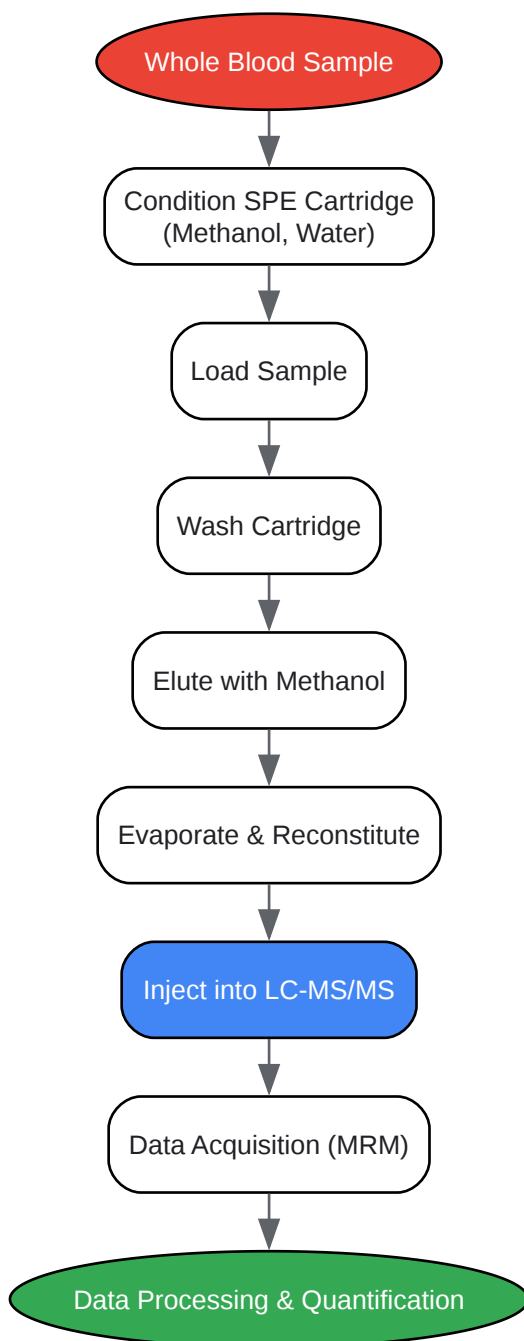 Whole Blood Sample
Condition SPE Cartridge
(Methanol, Water)
Load Sample
Wash Cartridge
Elute with Methanol
Evaporate & Reconstitute
Inject into LC-MS/MS
Data Acquisition (MRM)
Data Processing & Quantification